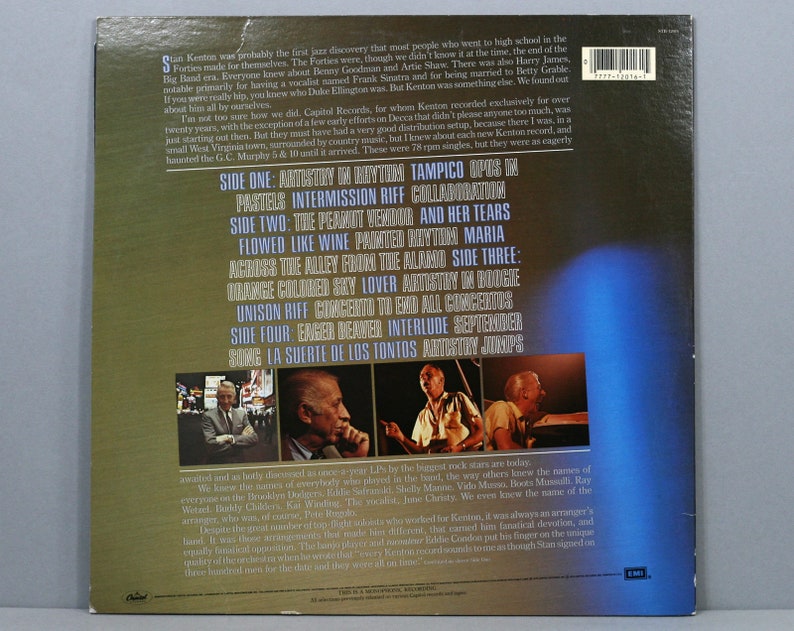 Stan Kenton was probably the first jazz discovery that most people who went to high school in the
Forties made for themselves. The Forties were, though we didn't know it at the time, the end of the
Big Band era. Everyone knew about Benny Goodman and Artie Shaw. There was also Harry James,
notable primarily for having a vocalist named Frank Sinatra and for being married to Betty Grable.
If you were really hip, you knew who Duke Ellington was. But Kenton was something else. We found out
about him all by ourselves.
I'm not too sure how we did. Capitol Records, for whom Kenton recorded exclusively for over
twenty years, with the exception of a few early efforts on Decca that didn't please anyone too much, was
just starting out then. But they must have had a very good distribution setup, because there I was, in a
small West Virginia town, surrounded by country music, but I knew about each new Kenton record, and
haunted the G.C. Murphy 5 & 10 until it arrived. These were 78 rpm singles, but they were as eagerly
0
7777-12016-1
SIDE ONE: ARTISTRY IN RHYTHM TAMPICO OPUS IN
PASTELS INTERMISSION RIFF COLLABORATION
SIDE TWO: THE PEANUT VENDOR AND HER TEARS
FLOWED LIKE WINE PAINTED RHYTHM MARIA
ACROSS THE ALLEY FROM THE ALAMO SIDE THREE:
ORANGE COLORED SKY LOVER ARTISTRY IN BOOGIE
UNISON RIFF CONCERTO TO END ALL CONCERTOS
SIDE FOUR: EAGER BEAVER INTERLUDE SEPTEMBER
SONG LA SUERTE DE LOS TONTOS ARTISTRY JUMPS
awaited and as hotly discussed as once-a-year LPs by the biggest rock stars are today.
We knew the names of everybody who played in the band, the way others knew the names of
everyone on the Brooklyn Dodgers. Eddie Safranski, Shelly Manne, Vido Musso, Boots Mussulli, Ray
Wetzel, Buddy Childers, Kai Winding. The vocalist, June Christy. We even knew the name of the
arranger, who was, of course, Pete Rugolo.
Despite the great number of top-flight soloists who worked for Kenton, it was always an arranger's
band. It was those arrangements that made him different, that earned him fanatical devotion, and
equally fanatical opposition. The banjo player and raconteur Eddie Condon put his finger on the unique
quality of the orchestra when he wrote that "every Kenton record sounds to me as though Stan signed on
three hundred men for the date and they were all on time."
Capitol
THIS IS A MONOPHONIC RECORDING
All selections previously released on various Capitol records and tapes.
EMI